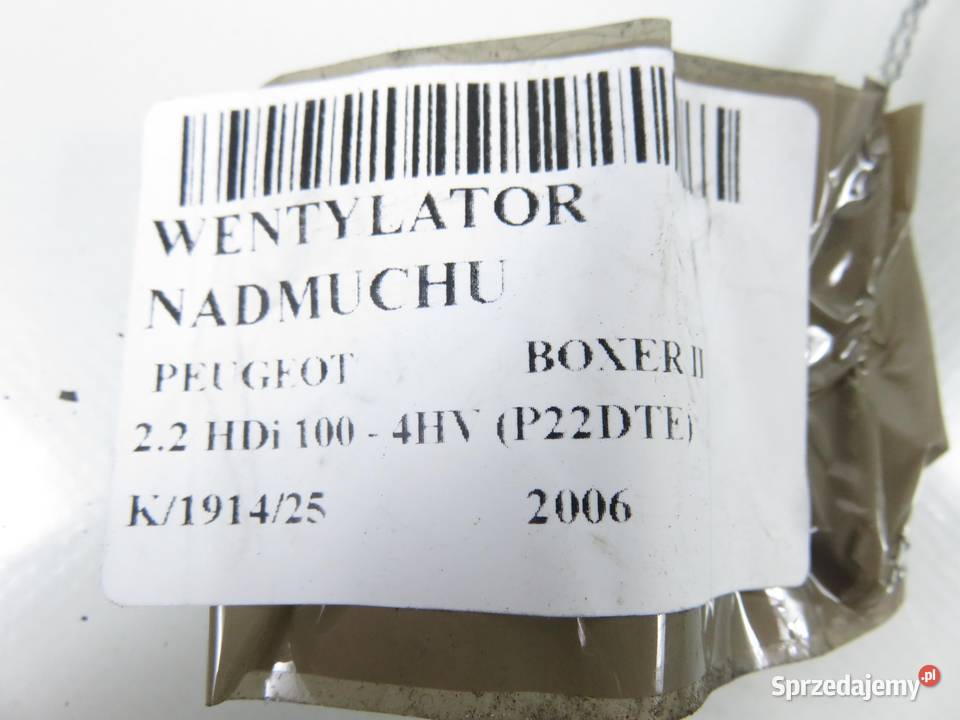 WENTYLATOR
NADMUCHU
PEUGEOT BOXER II
2.2 HDi 100 - 4HV (P22DTE)
K/1914/25 2006
Sprzedajemy.pl